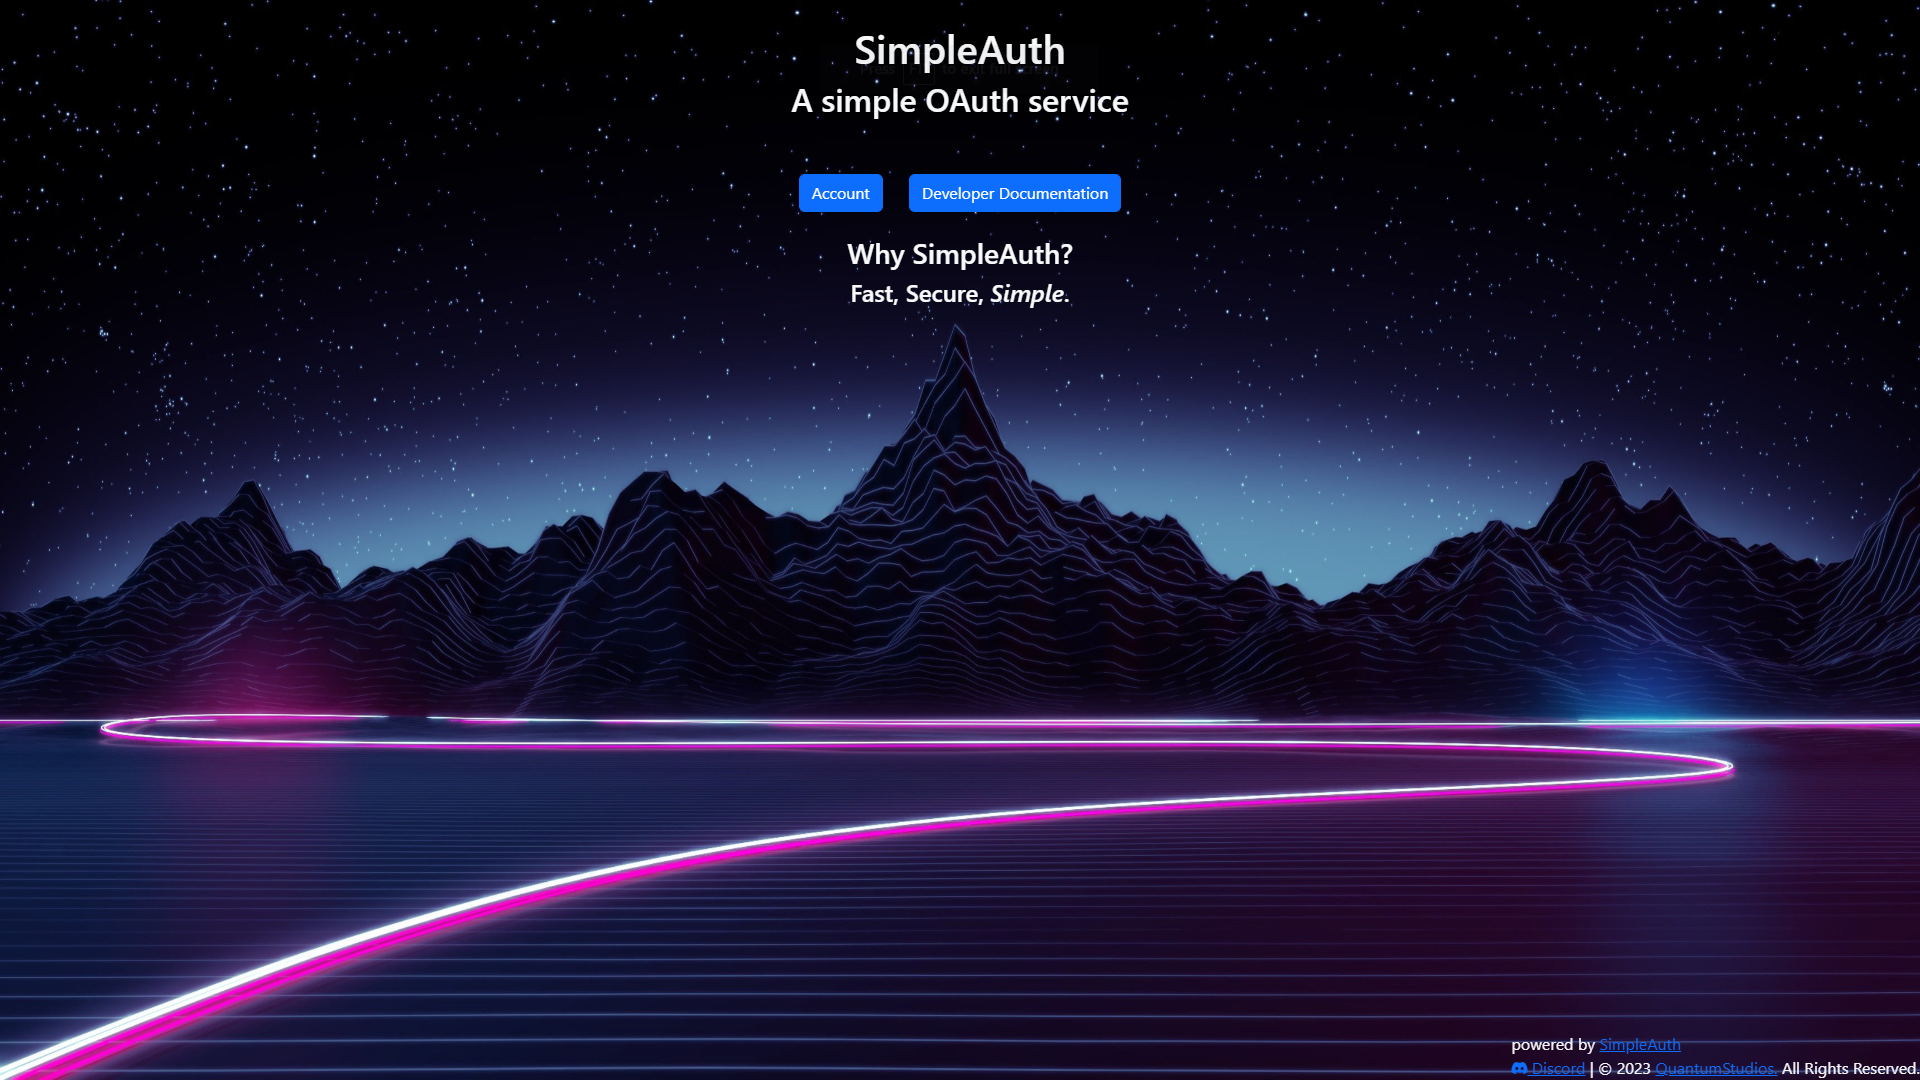 SimpleAuth
A simple OAuth service
Account
Developer Documentation
Why SimpleAuth?
Fast, Secure, Simple.
powered by SimpleAuth
Discord | © 2023 QuantumStudios. All Rights Reserved.